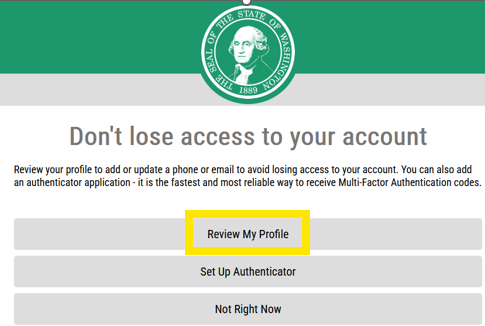 THE SEAL OF THE STATE OF WASHINGTON
1889
Don't lose access to your account
Review your profile to add or update a phone or email to avoid losing access to your account. You can also add
an authenticator application - it is the fastest and most reliable way to receive Multi-Factor Authentication codes.
Review My Profile
Set Up Authenticator
Not Right Now